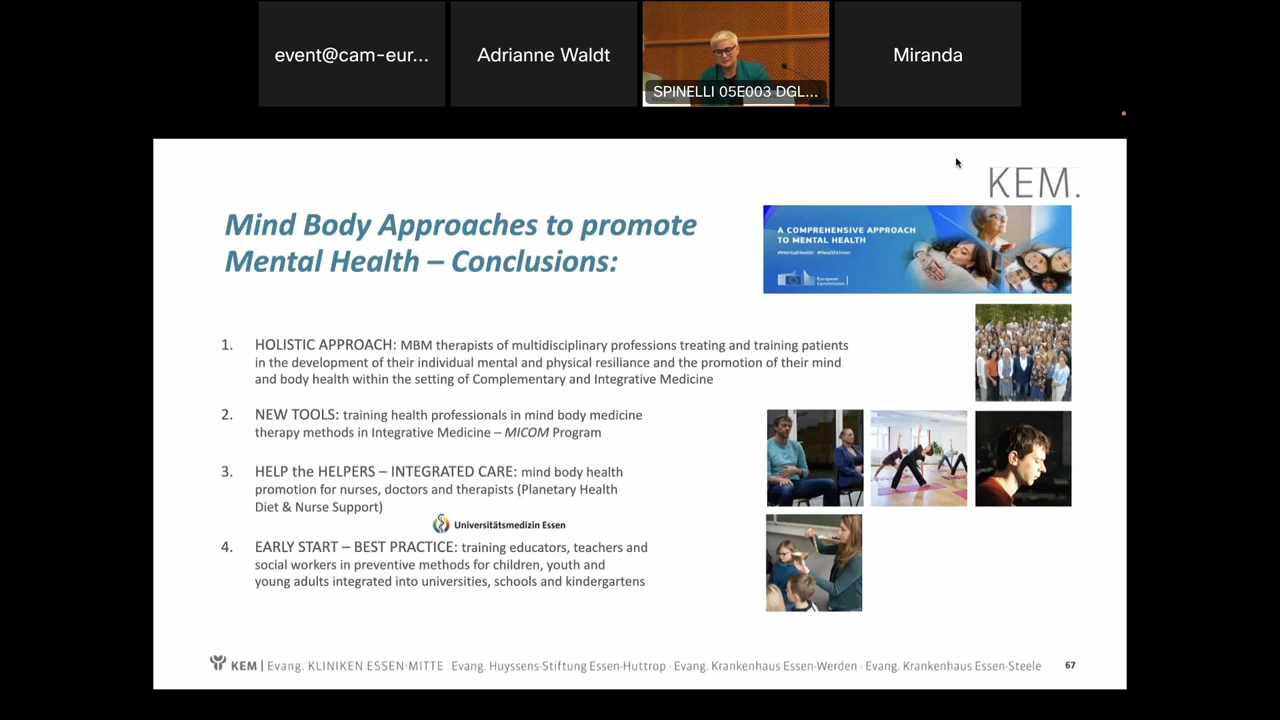 event@cam-eur...
Adrianne Waldt
SPINELLI 05E003 DGL...
Miranda
KEM.
Mind Body Approaches to promote
Mental Health – Conclusions:
A COMPREHENSIVE APPROACH
TO MENTAL HEALTH
#MentalHealth #HealthUnion
European
Commission
1. HOLISTIC APPROACH: MBM therapists of multidisciplinary professions treating and training patients
in the development of their individual mental and physical resiliance and the promotion of their mind
and body health within the setting of Complementary and Integrative Medicine
2. NEW TOOLS: training health professionals in mind body medicine
therapy methods in Integrative Medicine – MICOM Program
3. HELP the HELPERS – INTEGRATED CARE: mind body health
promotion for nurses, doctors and therapists (Planetary Health
Diet & Nurse Support)
Universitätsmedizin Essen
4. EARLY START – BEST PRACTICE: training educators, teachers and
social workers in preventive methods for children, youth and
young adults integrated into universities, schools and kindergartens
KEM | Evang. KLINIKEN ESSEN-MITTE Evang. Huyssens-Stiftung Essen-Huttrop · Evang. Krankenhaus Essen-Werden · Evang. Krankenhaus Essen-Steele 67